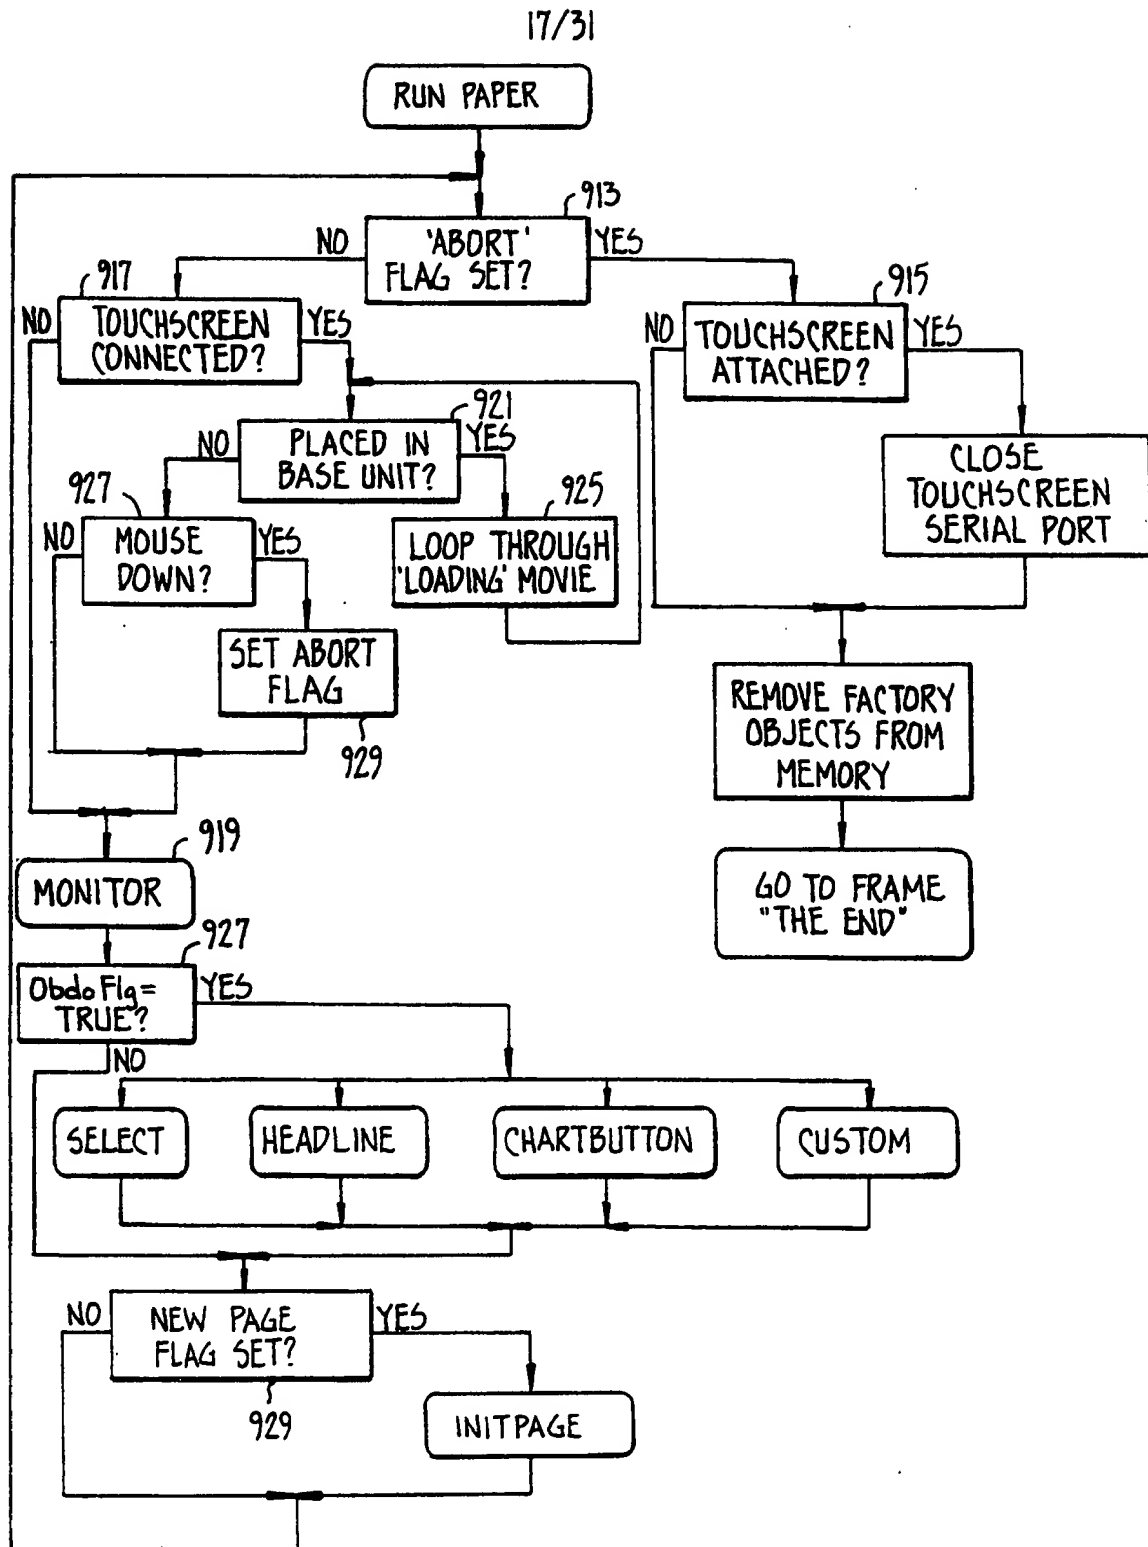 17/31
RUN PAPER
913
NO
'ABORT'
FLAG SET?
YES
917
NO
TOUCHSCREEN
CONNECTED?
YES
915
NO
TOUCHSCREEN
ATTACHED?
YES
921
NO
PLACED IN
BASE UNIT?
YES
CLOSE
TOUCHSCREEN
SERIAL PORT
927
NO
MOUSE
DOWN?
YES
925
LOOP THROUGH
'LOADING' MOVIE
SET ABORT
FLAG
929
REMOVE FACTORY
OBJECTS FROM
MEMORY
919
MONITOR
GO TO FRAME
"THE END"
927
ObdoFlg=
TRUE?
YES
NO
SELECT
HEADLINE
CHARTBUTTON
CUSTOM
NO
NEW PAGE
FLAG SET?
YES
929
INITPAGE